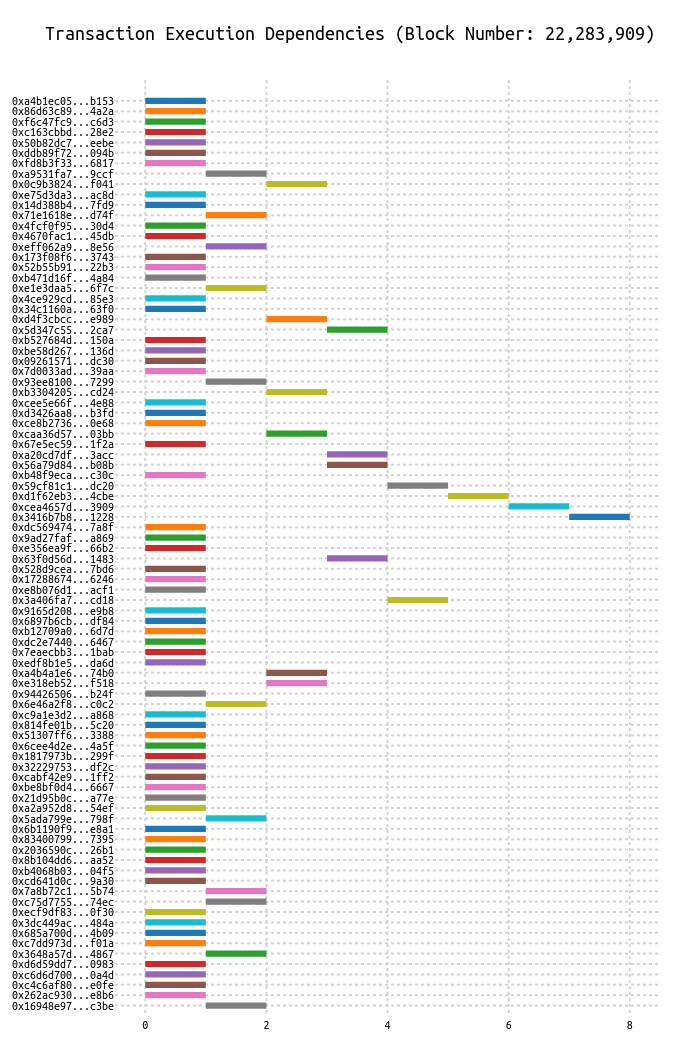 Transaction Execution Dependencies (Block Number: 22,283,909)
0xa4b1ec05...b153
0x86d63c89...4a2a
0xf6c47fc9...c6d3
0xc163cbbd...28e2
0x50b82dc7...eebe
0xddb89f72...094b
0xfd8b3f33...6817
0xa9531fa7...9ccf
0x0c9b3824...f041
0xe75d3da3...ac8d
0x14d388b4...7fd9
0x71e1618e...d74f
0x4fcf0f95...30d4
0x4670fac1...45db
0xeff062a9...8e56
0x173f08f6...3743
0x52b55b91...22b3
0xb471d16f...4a84
0xe1e3daa5...6f7c
0x4ce929cd...85e3
0x34c1160a...63f0
0xd4f3cbcc...e989
0x5d347c55...2ca7
0xb527684d...150a
0xbe58d267...136d
0x09261571...dc30
0x7d0033ad...39aa
0x93ee8100...7299
0xb3304205...cd24
0xcee5e66f...4e88
0xd3426aa8...b3fd
0xce8b2736...0e68
0xcaa36d57...03bb
0x67e5ec59...1f2a
0xa20cd7df...3acc
0x56a79d84...b08b
0xb48f9eca...c30c
0x59cf81c1...dc20
0xd1f62eb3...4cbe
0xcea4657d...3909
0x3416b7b8...1228
0xdc569474...7a8f
0x9ad27faf...a869
0xe356ea9f...66b2
0x63f0d56d...1483
0x528d9cea...7bd6
0x17288674...6246
0xe8b076d1...acf1
0x3a406fa7...cd18
0x9165d208...e9b8
0x6897b6cb...df84
0xb12709a0...6d7d
0xdc2e7440...6467
0x7eaecbb3...1bab
0xedf8b1e5...da6d
0xa4b4a1e6...74b0
0xe318eb52...f518
0x94426506...b24f
0x6e46a2f8...c0c2
0xc9a1e3d2...a868
0x814fe01b...5c20
0x51307ff6...3388
0x6cee4d2e...4a5f
0x1817973b...299f
0x32229753...df2c
0xcabf42e9...1ff2
0xbe8bf0d4...6667
0x21d95b0c...a77e
0xa2a952d8...54ef
0x5ada799e...798f
0x6b1190f9...e8a1
0x83400799...7395
0x2036590c...26b1
0x8b104dd6...aa52
0xb4068b03...04f5
0xcd641d0c...9a30
0x7a8b72c1...5b74
0xc75d7755...74ec
0xecf9df83...0f30
0x3dc449ac...484a
0x685a700d...4b09
0xc7dd973d...f01a
0x3648a57d...4867
0xd6d59dd7...0983
0xc6d6d700...0a4d
0xc4c6af80...e0fe
0x262ac930...e8b6
0x16948e97...c3be
0 2 4 6 8